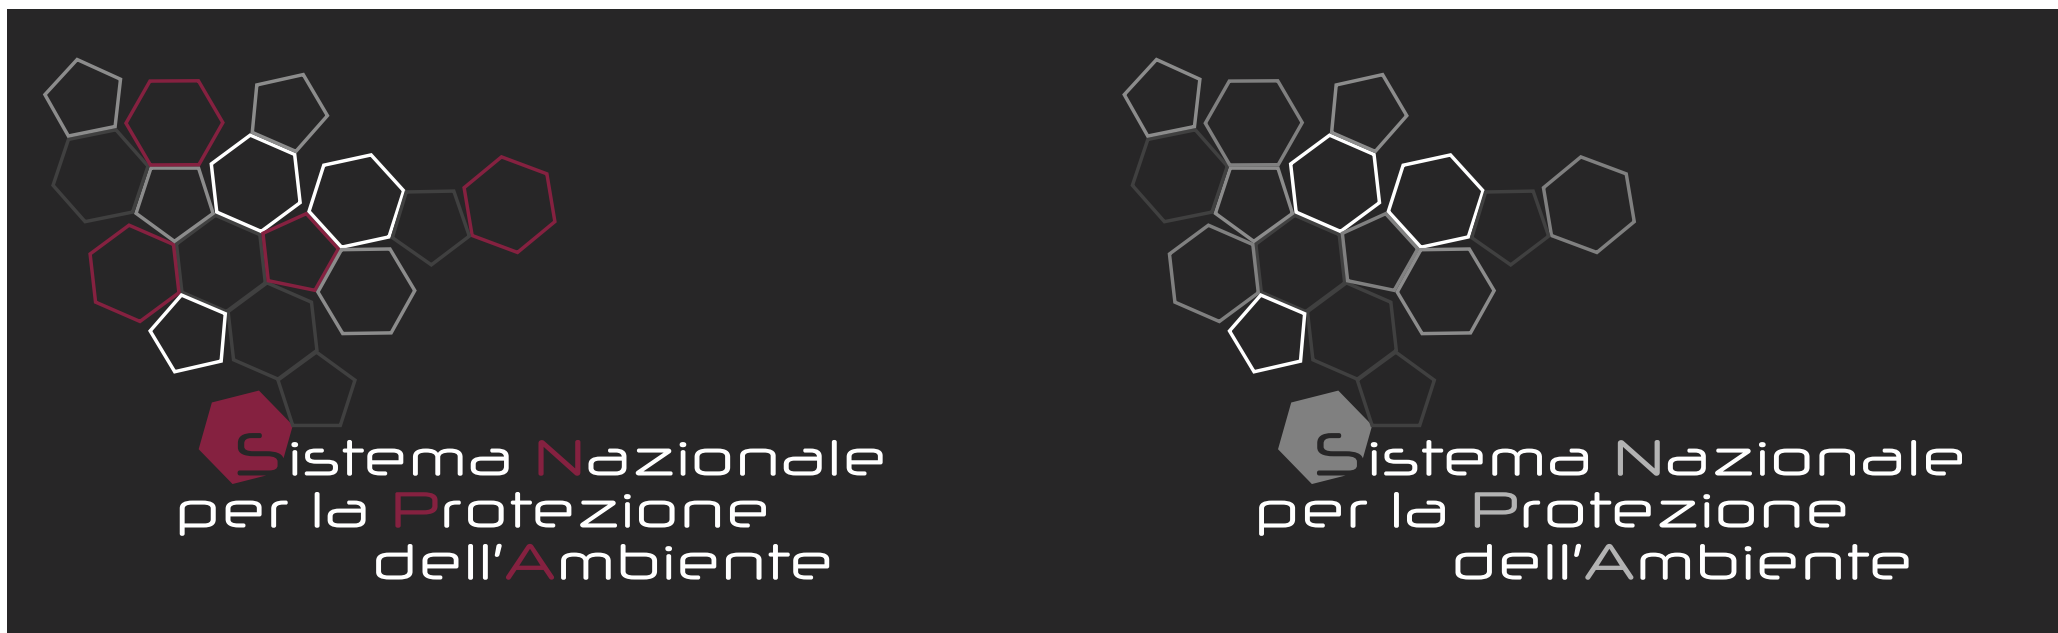 Sistema Nazionale
per la Protezione
dell'Ambiente
Sistema Nazionale
per la Protezione
dell'Ambiente